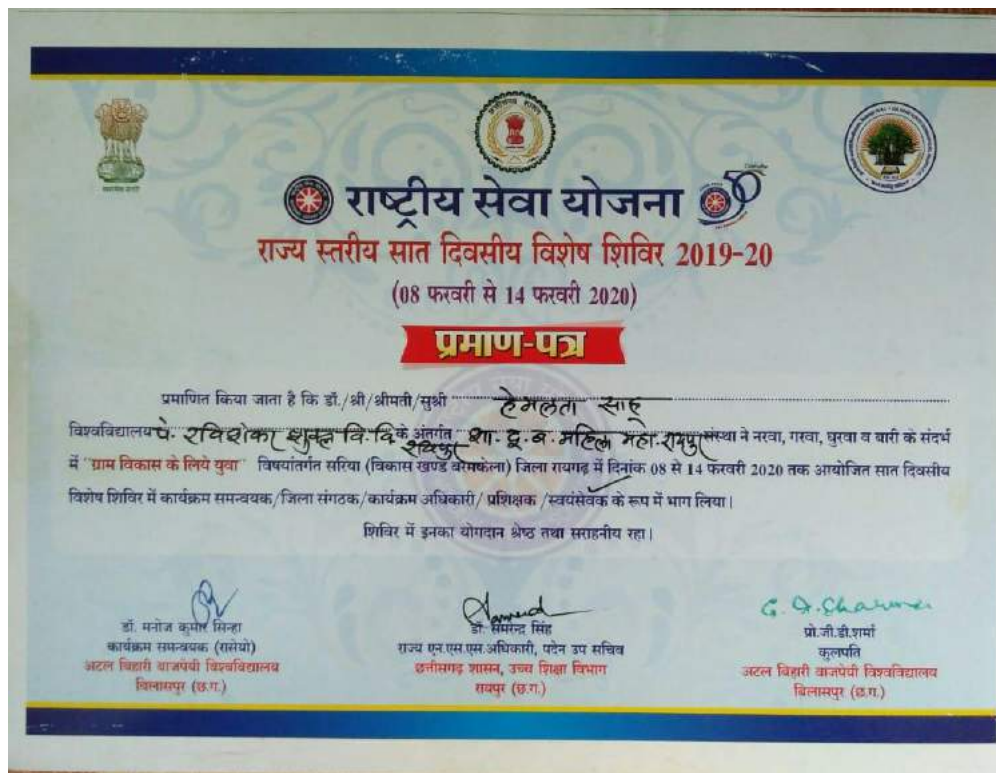 राष्ट्रीय सेवा योजना 50
राज्य स्तरीय सात दिवसीय विशेष शिविर 2019-20
(08 फरवरी से 14 फरवरी 2020)
प्रमाण-पत्र
प्रमाणित किया जाता है कि डॉ./श्री/श्रीमती/सुश्री हेमलता साहू
विश्वविद्यालय पं. रविशंकर शुक्ल वि. वि. के अंतर्गत शा. दू. ब. महिला महा. रायपुर संस्था ने नरवा, गरवा, घुरवा व बारी के संदर्भ
में "ग्राम विकास के लिये युवा" विषयांतर्गत सरिया (विकास खण्ड बरमकेला) जिला रायगढ़ में दिनांक 08 से 14 फरवरी 2020 तक आयोजित सात दिवसीय
विशेष शिविर में कार्यक्रम समन्वयक/जिला संगठक/कार्यक्रम अधिकारी/ प्रशिक्षक /स्वयंसेवक के रूप में भाग लिया।
शिविर में इनका योगदान श्रेष्ठ तथा सराहनीय रहा।
डॉ. मनोज कुमार सिन्हा
कार्यक्रम समन्वयक (रासेयो)
अटल बिहारी वाजपेयी विश्वविद्यालय
बिलासपुर (छ.ग.)
डॉ. समरेन्द्र सिंह
राज्य एन.एस.एस.अधिकारी, पदेन उप सचिव
छत्तीसगढ़ शासन, उच्च शिक्षा विभाग
रायपुर (छ.ग.)
G. D. Sharma
प्रो.जी.डी.शर्मा
कुलपति
अटल बिहारी वाजपेयी विश्वविद्यालय
बिलासपुर (छ.ग.)